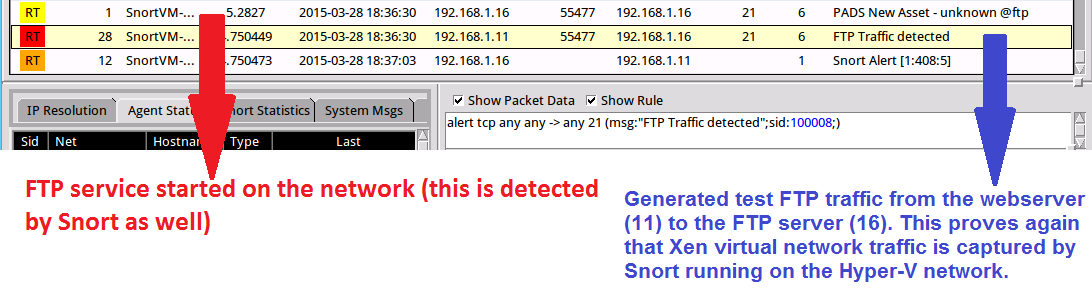 RT 1 SnortVM-... 5.2827 2015-03-28 18:36:30 192.168.1.16 55477 192.168.1.16 21 6 PADS New Asset - unknown @ftp
RT 28 SnortVM-... .750449 2015-03-28 18:36:30 192.168.1.11 55477 192.168.1.16 21 6 FTP Traffic detected
RT 12 SnortVM-... .750473 2015-03-28 18:37:03 192.168.1.16 192.168.1.11 1 Snort Alert [1:408:5]
IP Resolution Agent Stat Statistics System Msgs
Show Packet Data Show Rule
alert tcp any any -> any 21 (msg:"FTP Traffic detected";sid:100008;)
Sid Net Hostnam Type Last
FTP service started on the network (this is detected
by Snort as well)
Generated test FTP traffic from the webserver
(11) to the FTP server (16). This proves again
that Xen virtual network traffic is captured by
Snort running on the Hyper-V network.